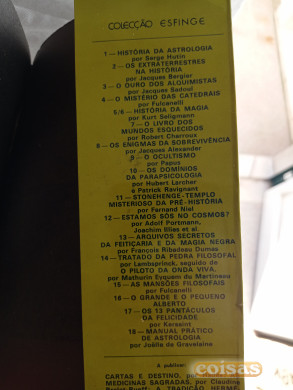 COLECÇÃO ESFINGE
1 — HISTÓRIA DA ASTROLOGIA
por Serge Hutin
2 — OS EXTRATERRESTRES
NA HISTÓRIA
por Jacques Bergier
3 — O OURO DOS ALQUIMISTAS
por Jacques Sadoul
4 — O MISTÉRIO DAS CATEDRAIS
por Fulcanelli
5/6 — HISTÓRIA DA MAGIA
por Kurt Seligmann
7 — O LIVRO DOS
MUNDOS ESQUECIDOS
por Robert Charroux
8 — OS ENIGMAS DA SOBREVIVÊNCIA
por Jacques Alexander
9 — O OCULTISMO
por Papus
10 — OS DOMÍNIOS
DA PARAPSICOLOGIA
por Hubert Larcher
e Patrick Ravignant
11 — STONEHENGE-TEMPLO
MISTERIOSO DA PRÉ-HISTÓRIA
por Fernand Niel
12 — ESTAMOS SÓS NO COSMOS?
por Adolf Portmann,
Joachim Illies et al.
13 — ARQUIVOS SECRETOS
DA FEITIÇARIA E DA MAGIA NEGRA
por François Ribadeau Dumas
14 — TRATADO DA PEDRA FILOSOFAL
por Lambsprinck, seguido de
O PILOTO DA ONDA VIVA,
por Mathurin Eyquem du Martineau
15 — AS MANSÕES FILOSOFAIS
por Fulcanelli
16 — O GRANDE E O PEQUENO
ALBERTO
17 — OS 13 PANTÁCULOS
DA FELICIDADE
por Kersaint
18 — MANUAL PRÁTICO
DE ASTROLOGIA
por Joëlle de Gravelaine
A publicar:
CARTAS E DESTINO, por
MEDICINAS SAGRADAS, por Claudine
A TRADIÇÃO HERMÉ
coisas